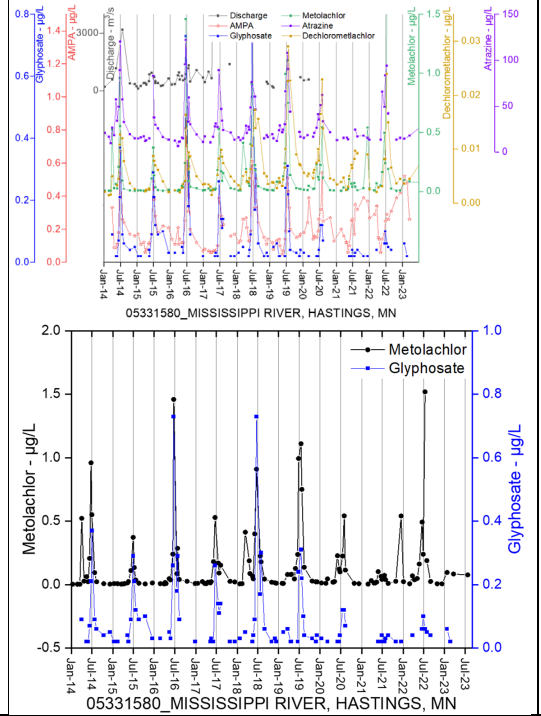 Glyphosate - µg/L
AMPA - µg/L
Discharge - m³/s
Metolachlor - µg/L
Dechlorometlachlor - µg/L
Atrazine - µg/L
Discharge
AMPA
Glyphosate
Metolachlor
Atrazine
Dechlorometlachlor
0.8
0.6
0.4
0.2
0.0
1.4
1.2
1.0
0.8
0.6
0.4
0.2
0.0
3000
0
1.5
1.0
0.5
0.0
0.03
0.02
0.01
0.00
150
100
50
0
Jan-14
Jul-14
Jan-15
Jul-15
Jan-16
Jul-16
Jan-17
Jul-17
Jan-18
Jul-18
Jan-19
Jul-19
Jan-20
Jul-20
Jan-21
Jul-21
Jan-22
Jul-22
Jan-23
05331580_MISSISSIPPI RIVER, HASTINGS, MN
Metolachlor - µg/L
Glyphosate - µg/L
Metolachlor
Glyphosate
2.0
1.5
1.0
0.5
0.0
-0.5
1.0
0.8
0.6
0.4
0.2
0.0
Jan-14
Jul-14
Jan-15
Jul-15
Jan-16
Jul-16
Jan-17
Jul-17
Jan-18
Jul-18
Jan-19
Jul-19
Jan-20
Jul-20
Jan-21
Jul-21
Jan-22
Jul-22
Jan-23
Jul-23
05331580_MISSISSIPPI RIVER, HASTINGS, MN